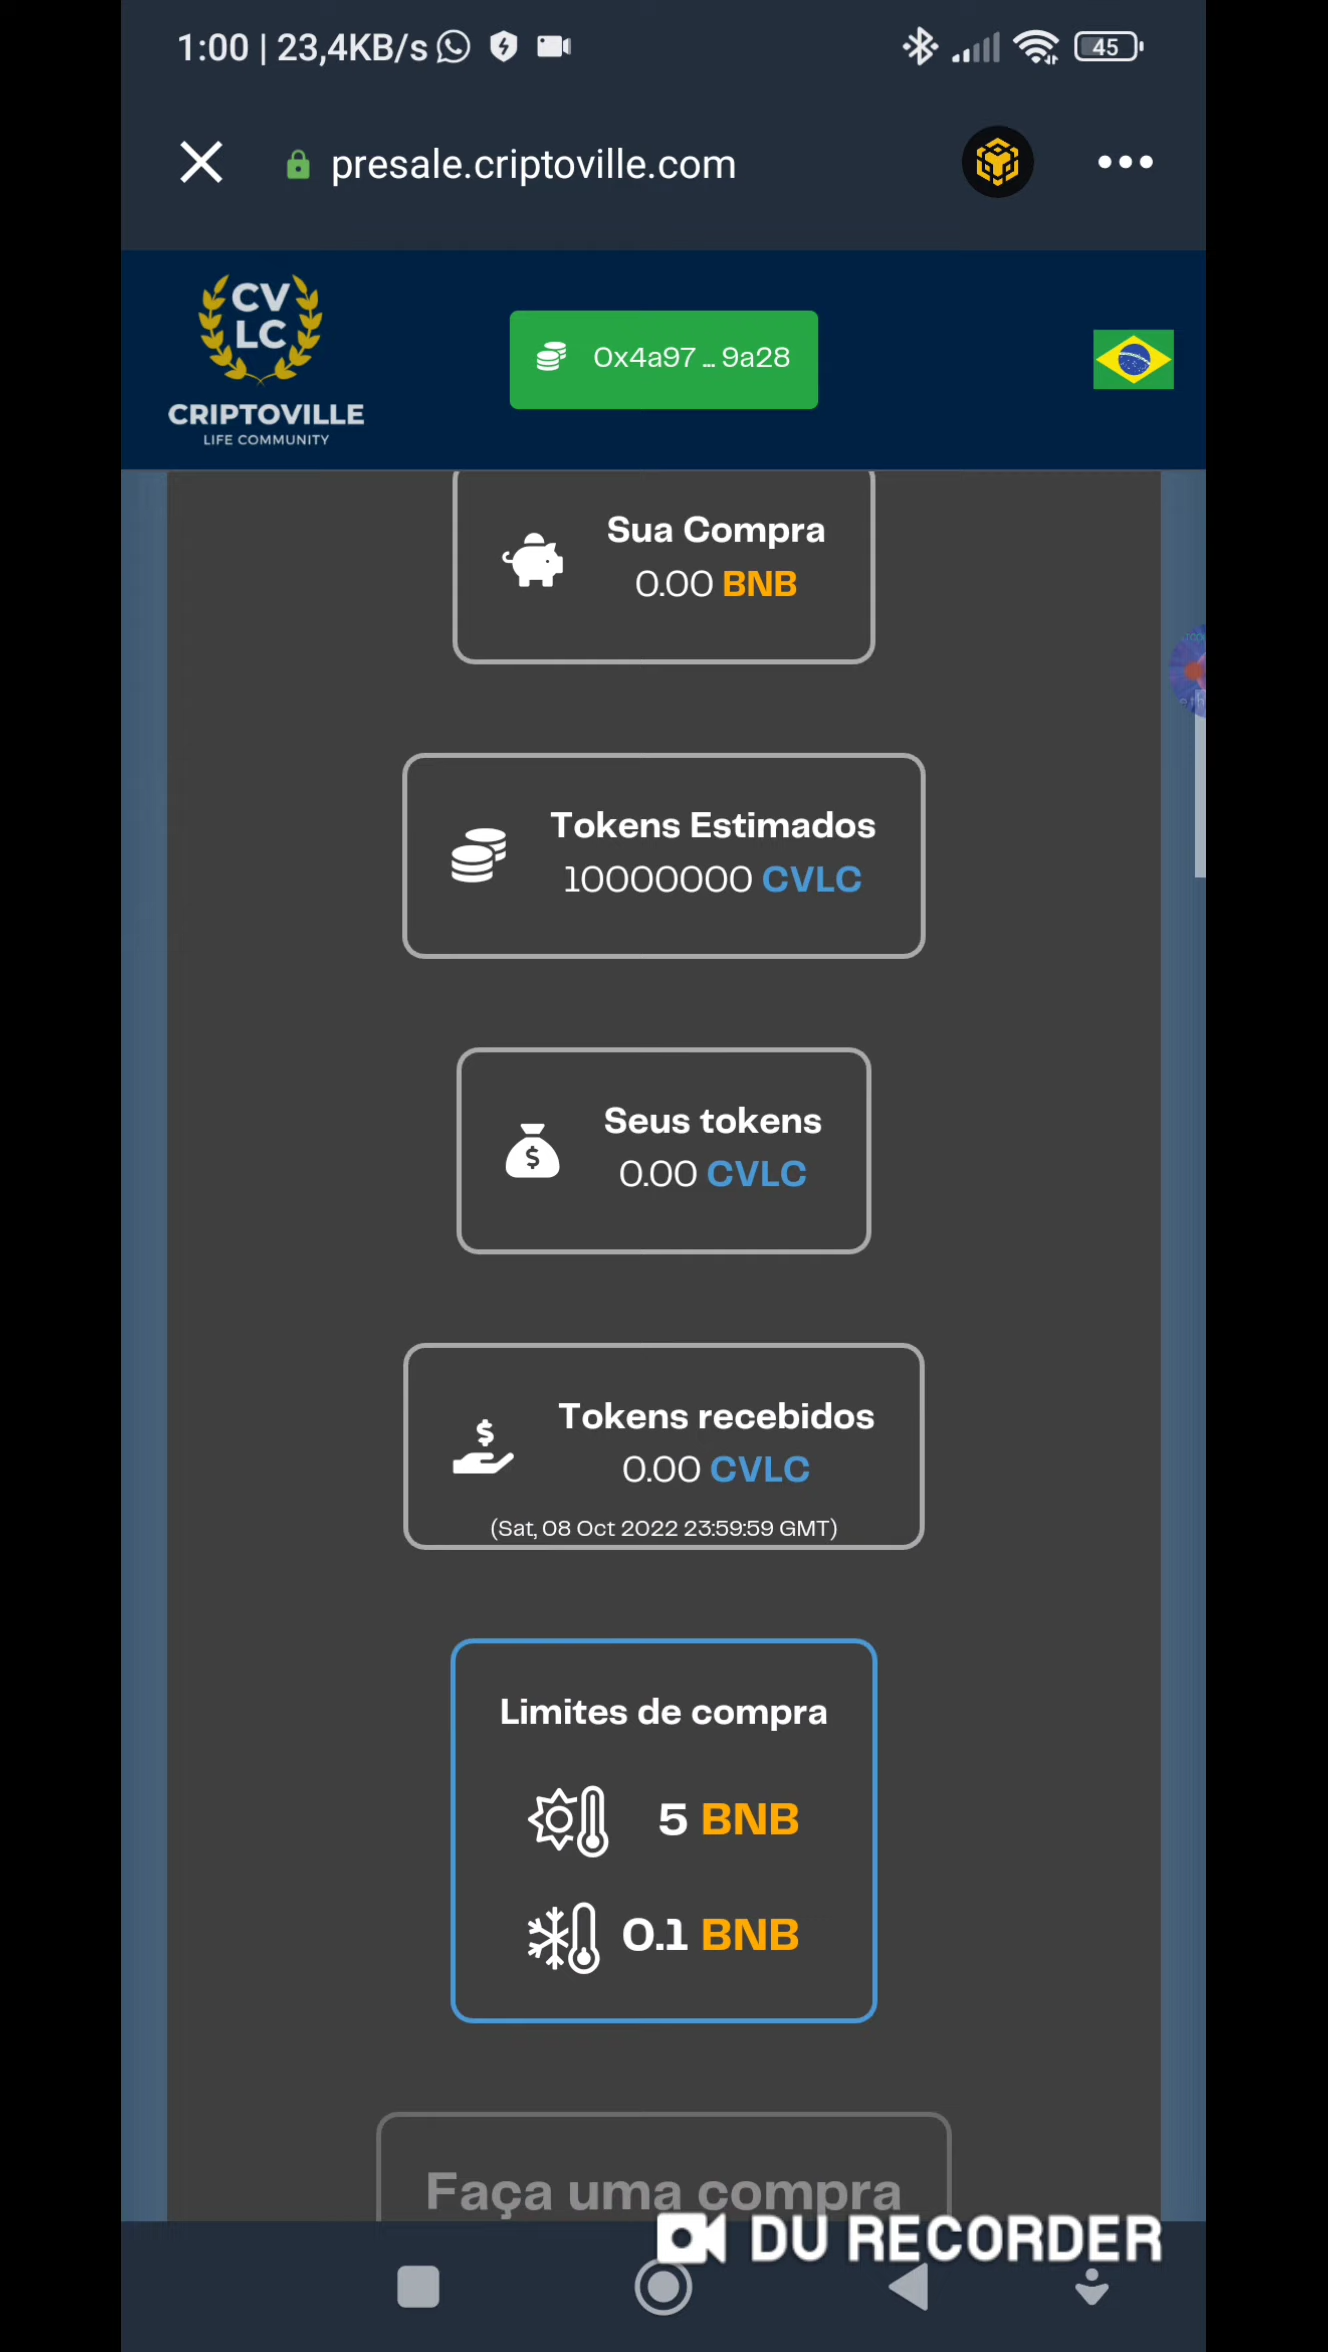 1:00 | 23,4KB/s
45
presale.criptoville.com
CV
LC
CRIPTOVILLE
LIFE COMMUNITY
0x4a97 ... 9a28
Sua Compra
0.00 BNB
Tokens Estimados
10000000 CVLC
Seus tokens
0.00 CVLC
Tokens recebidos
0.00 CVLC
(Sat, 08 Oct 2022 23:59:59 GMT)
Limites de compra
5 BNB
0.1 BNB
Faça uma compra
DU RECORDER